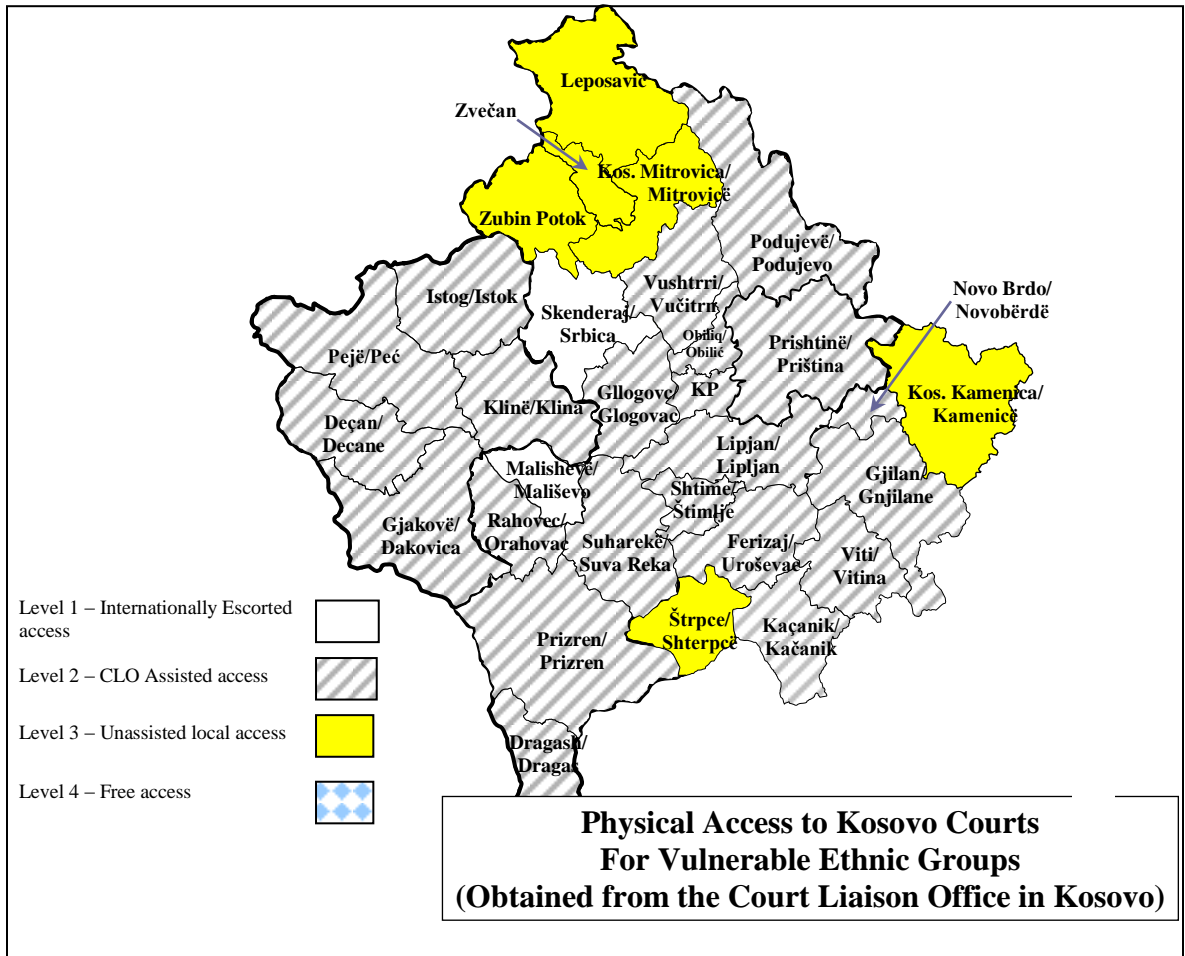 Leposavić
Zvečan
Kos. Mitrovica/
Mitrovicë
Zubin Potok
Podujevë/
Podujevo
Istog/Istok
Vushtrri/
Vučitrn
Novo Brdo/
Novobërdë
Skenderaj/
Srbica
Obiliq/
Obilić
Prishtinë/
Priština
Pejë/Peć
Kos. Kamenica/
Kamenicë
Gllogovc/
Glogovac
KP
Klinë/Klina
Deçan/
Decane
Lipjan/
Lipljan
Malishevë/
Mališevo
Gjilan/
Gnjilane
Shtime/
Štimlje
Gjakovë/
Đakovica
Rahovec/
Orahovac
Suharekë/
Suva Reka
Ferizaj/
Uroševac
Viti/
Vitina
Level 1 – Internationally Escorted
access
Štrpce/
Shterpcë
Kaçanik/
Kačanik
Prizren/
Prizren
Level 2 – CLO Assisted access
Level 3 – Unassisted local access
Dragash/
Dragas
Level 4 – Free access
Physical Access to Kosovo Courts
For Vulnerable Ethnic Groups
(Obtained from the Court Liaison Office in Kosovo)